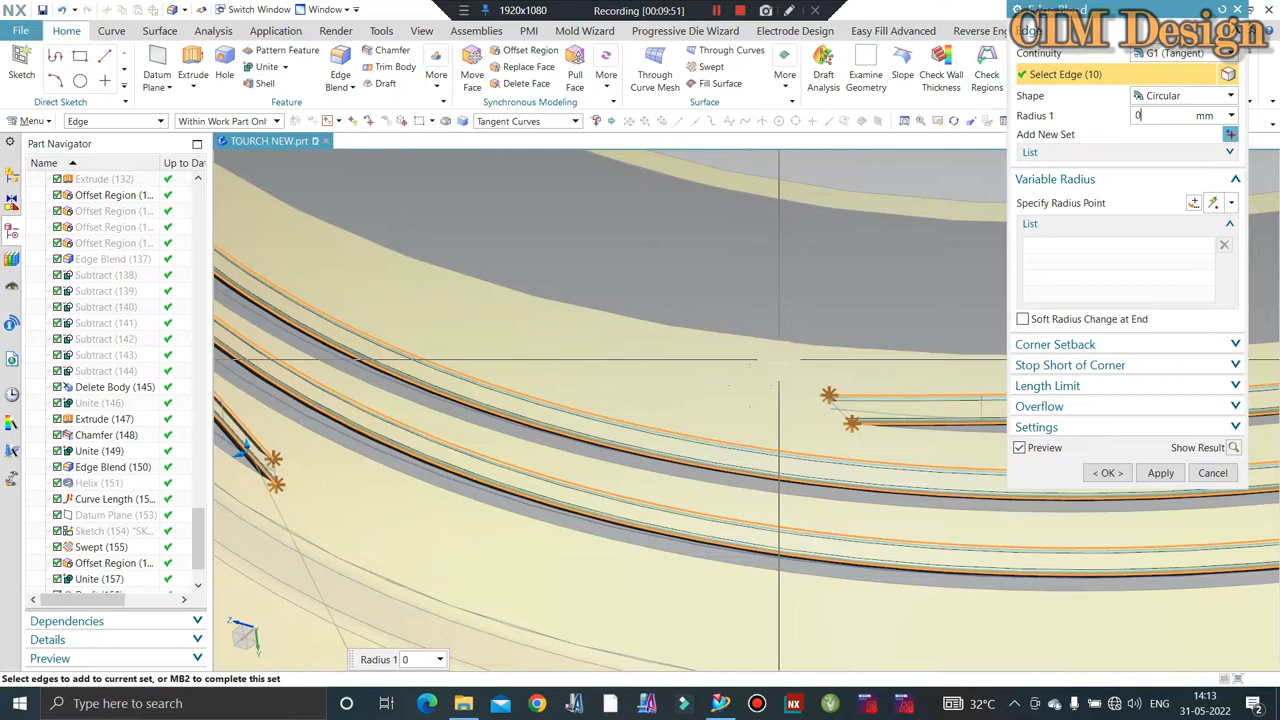 NX
Switch Window
Window
1920x1080
Recording [00:09:51]
Edge Blend
CIM Design
File
Home
Curve
Surface
Analysis
Selection
Render
Tools
Assemblies
PMI
Mold Wizard
Progressive Die Wizard
Electrode Design
Easy Fill Advanced
Reverse Eng
Sketch
Direct Sketch
Datum Plane
Extrude
Hole
Pattern Feature
Unite
Shell
Edge Blend
Chamfer
Trim Body
Draft
More
Feature
Move Face
Offset Region
Replace Face
Delete Face
Pull Face
More
Synchronous Modeling
Through Curve Mesh
Through Curves
Swept
Fill Surface
More
Surface
Draft Analysis
Examine Geometry
Slope
Check Wall Thickness
Check Regions
Menu
Edge
Within Work Part Only
Tangent Curves
Part Navigator
Name
Up to Da
TOURCH NEW.prt
Extrude (132)
Offset Region (1...
Offset Region (1...
Offset Region (1...
Edge Blend (137)
Subtract (138)
Subtract (139)
Subtract (140)
Subtract (141)
Subtract (142)
Subtract (143)
Subtract (144)
Delete Body (145)
Unite (146)
Extrude (147)
Chamfer (148)
Unite (149)
Edge Blend (150)
Helix (151)
Curve Length (15...
Datum Plane (153)
Sketch (154) "SK...
Swept (155)
Offset Region (1...
Unite (157)
Dependencies
Details
Preview
Continuity
G1 (Tangent)
Select Edge (10)
Shape
Circular
Radius 1
0
mm
Add New Set
List
Variable Radius
Specify Radius Point
List
Soft Radius Change at End
Corner Setback
Stop Short of Corner
Length Limit
Overflow
Settings
Preview
Show Result
< OK >
Apply
Cancel
Radius 1
0
Select edges to add to current set, or MB2 to complete this set
Type here to search
32°C
ENG
14:13
31-05-2022
2